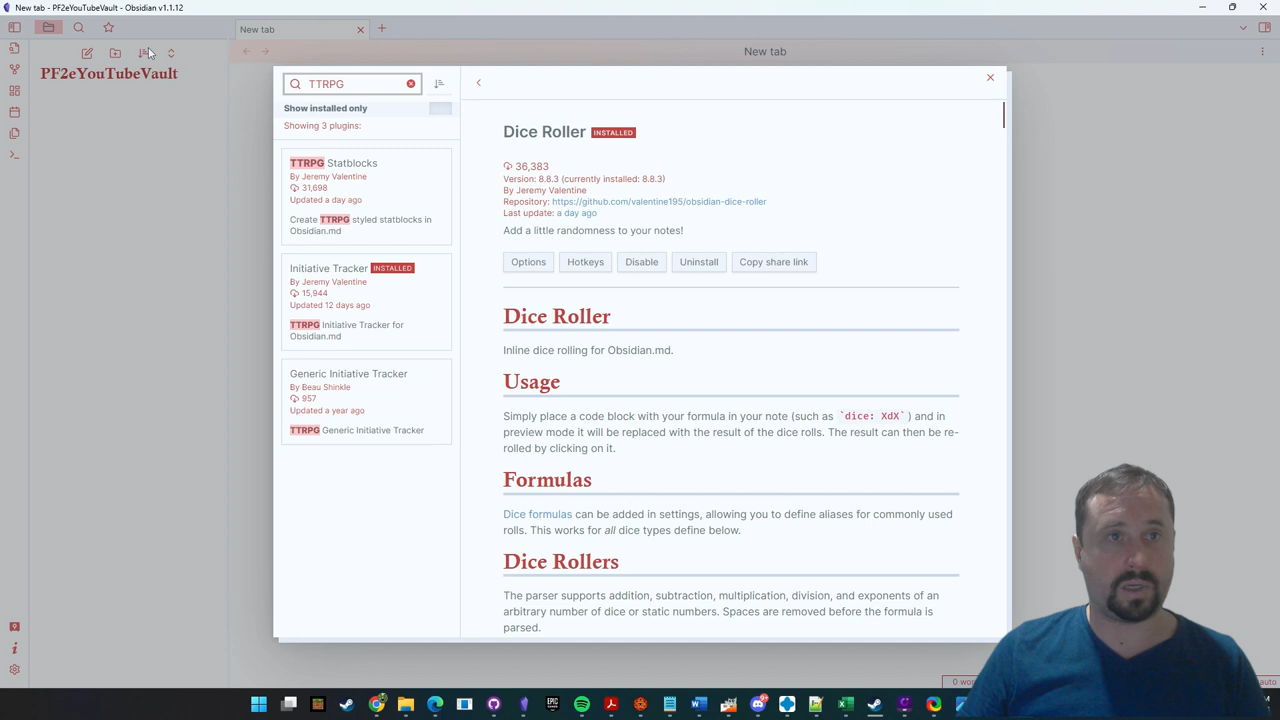 New tab - PF2eYouTubeVault - Obsidian v1.1.12
New tab
New tab
PF2eYouTubeVault
TTRPG
Show installed only
Showing 3 plugins:
TTRPG Statblocks
By Jeremy Valentine
31,698
Updated a day ago
Create TTRPG styled statblocks in
Obsidian.md
Initiative Tracker INSTALLED
By Jeremy Valentine
15,944
Updated 12 days ago
TTRPG Initiative Tracker for
Obsidian.md
Generic Initiative Tracker
By Beau Shinkle
957
Updated a year ago
TTRPG Generic Initiative Tracker
Dice Roller INSTALLED
36,383
Version: 8.8.3 (currently installed: 8.8.3)
By Jeremy Valentine
Repository: https://github.com/valentine195/obsidian-dice-roller
Last update: a day ago
Add a little randomness to your notes!
Options Hotkeys Disable Uninstall Copy share link
Dice Roller
Inline dice rolling for Obsidian.md.
Usage
Simply place a code block with your formula in your note (such as `dice: XdX`) and in
preview mode it will be replaced with the result of the dice rolls. The result can then be re-
rolled by clicking on it.
Formulas
Dice formulas can be added in settings, allowing you to define aliases for commonly used
rolls. This works for all dice types define below.
Dice Rollers
The parser supports addition, subtraction, multiplication, division, and exponents of an
arbitrary number of dice or static numbers. Spaces are removed before the formula is
parsed.
0
EPIC
GAMES